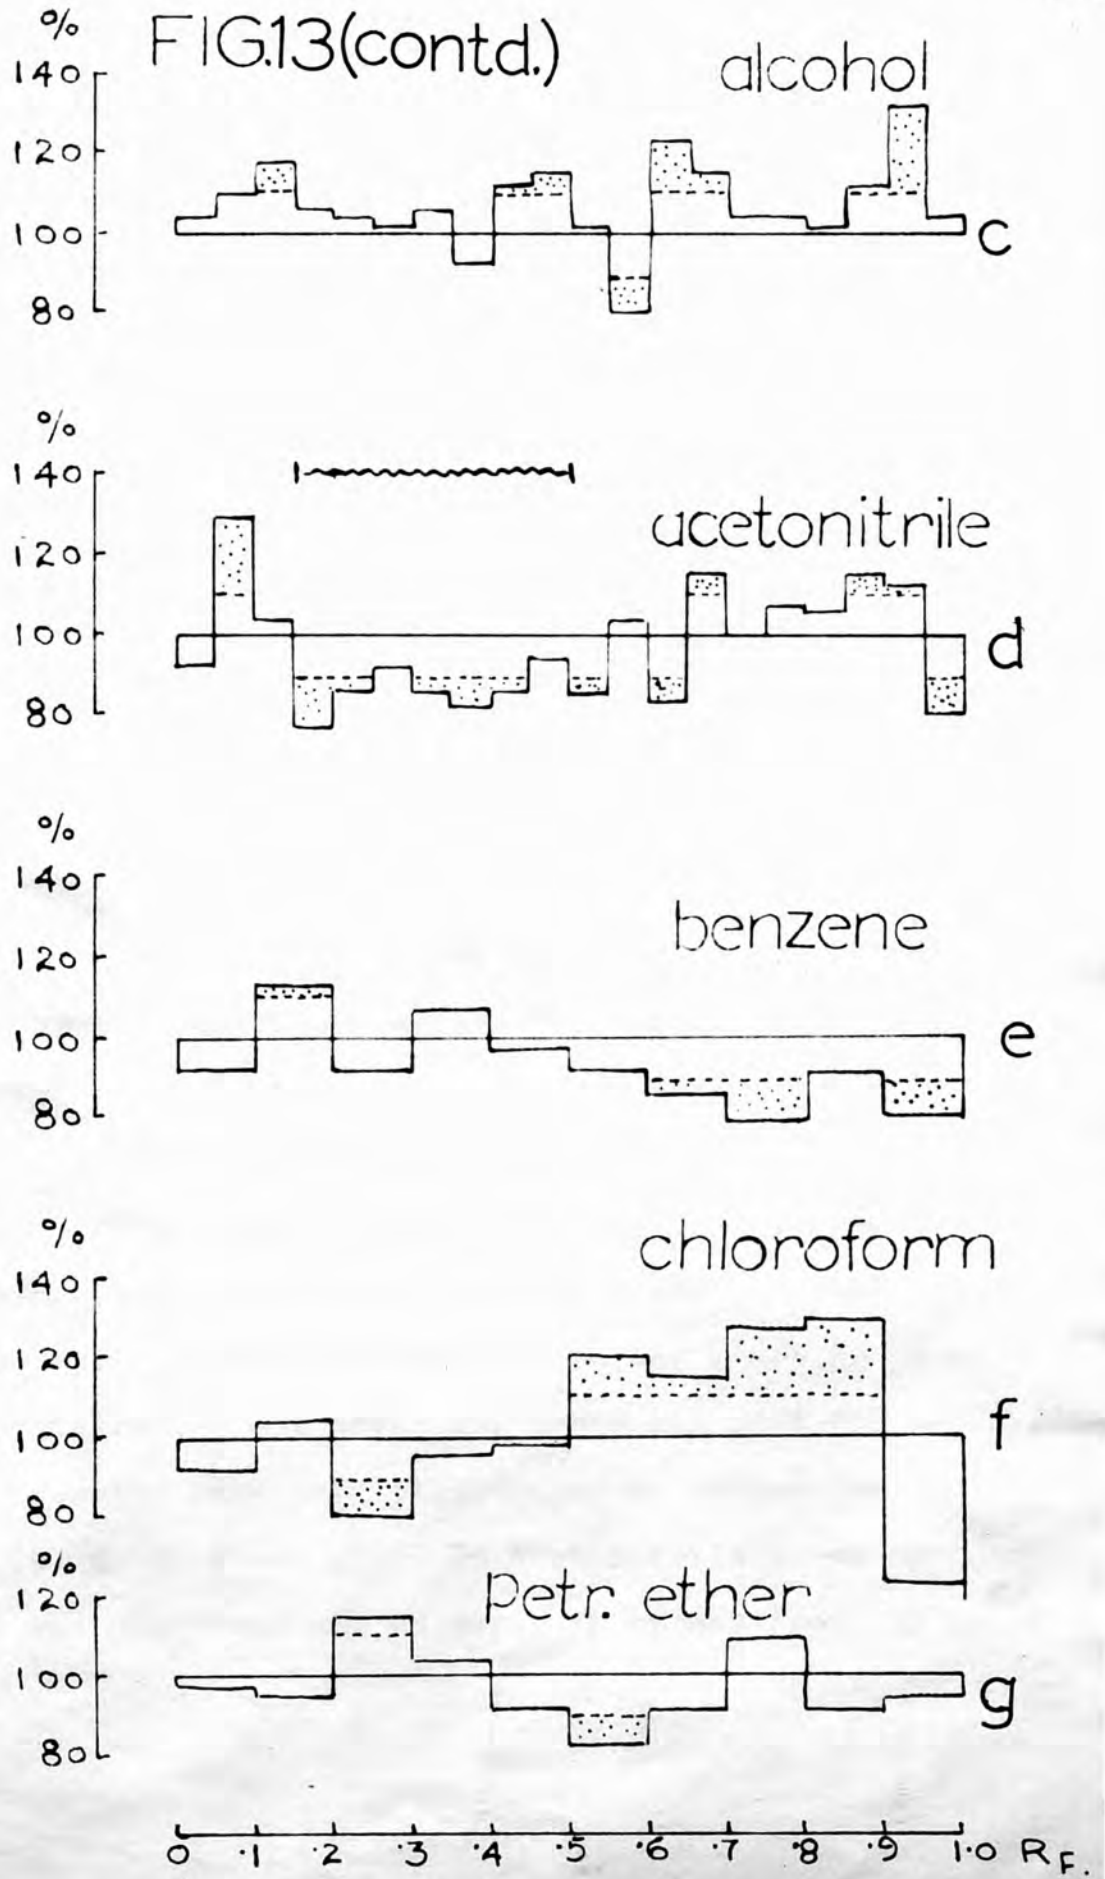 FIG.13(contd.)
%
140
120
100
80
alcohol
c
%
140
120
100
80
acetonitrile
d
%
140
120
100
80
benzene
e
%
140
120
100
80
chloroform
f
%
120
100
80
Petr. ether
g
0 ·1 ·2 ·3 ·4 ·5 ·6 ·7 ·8 ·9 1·0 RF.